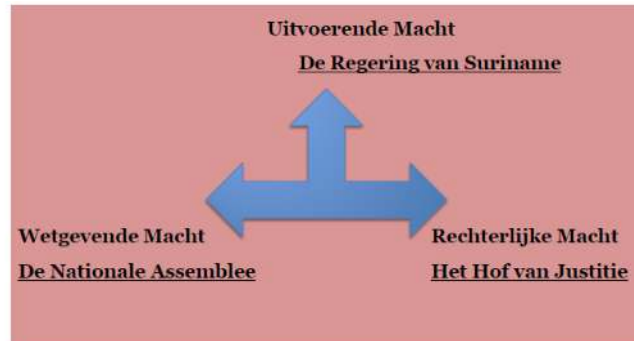 Uitvoerende Macht
De Regering van Suriname
Wetgevende Macht
De Nationale Assemblee
Rechterlijke Macht
Het Hof van Justitie